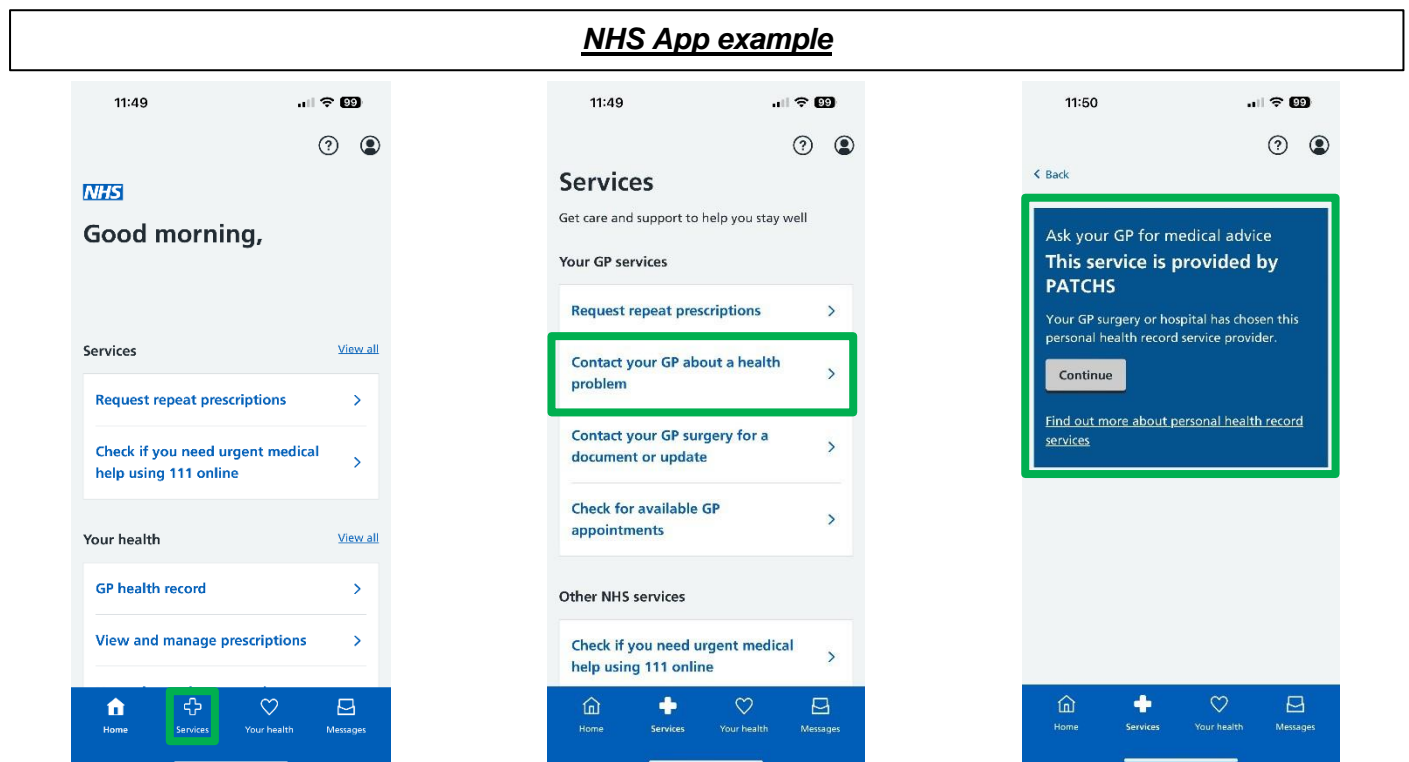 NHS App example
11:49
99
NHS
Good morning,
Services
View all
Request repeat prescriptions
Check if you need urgent medical
help using 111 online
Your health
View all
GP health record
View and manage prescriptions
Home
Services
Your health
Messages
11:49
99
Services
Get care and support to help you stay well
Your GP services
Request repeat prescriptions
Contact your GP about a health
problem
Contact your GP surgery for a
document or update
Check for available GP
appointments
Other NHS services
Check if you need urgent medical
help using 111 online
Home
Services
Your health
Messages
11:50
99
Back
Ask your GP for medical advice
This service is provided by
PATCHS
Your GP surgery or hospital has chosen this
personal health record service provider.
Continue
Find out more about personal health record
services
Home
Services
Your health
Messages